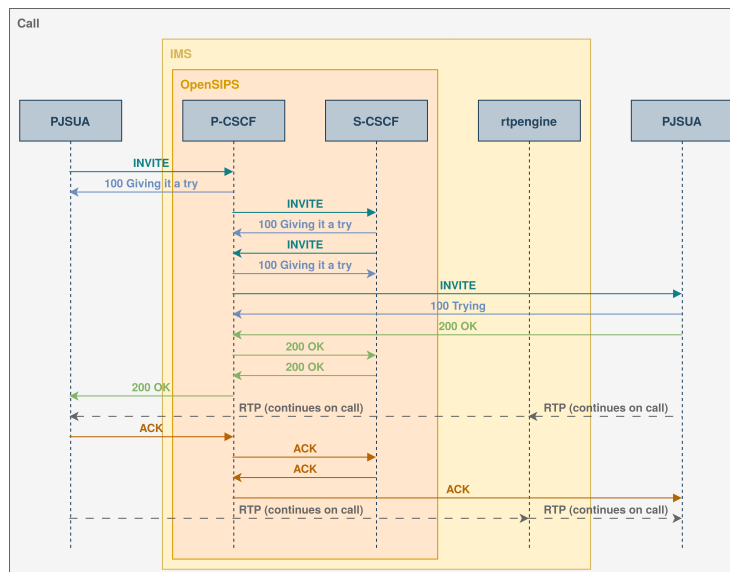 Call
IMS
OpenSIPS
PJSUA
P-CSCF
S-CSCF
rtpengine
PJSUA
INVITE
100 Giving it a try
INVITE
100 Giving it a try
INVITE
100 Giving it a try
INVITE
100 Trying
200 OK
200 OK
200 OK
200 OK
RTP (continues on call)
RTP (continues on call)
ACK
ACK
ACK
ACK
RTP (continues on call)
RTP (continues on call)